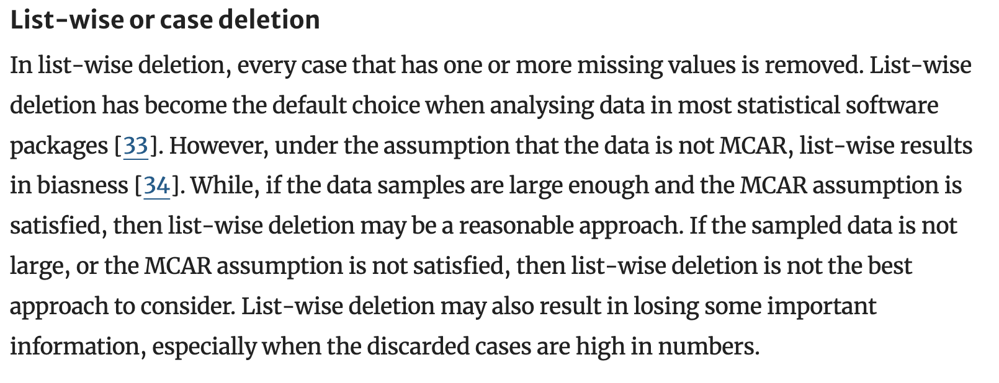 List-wise or case deletion
In list-wise deletion, every case that has one or more missing values is removed. List-wise
deletion has become the default choice when analysing data in most statistical software
packages [33]. However, under the assumption that the data is not MCAR, list-wise results
in biasness [34]. While, if the data samples are large enough and the MCAR assumption is
satisfied, then list-wise deletion may be a reasonable approach. If the sampled data is not
large, or the MCAR assumption is not satisfied, then list-wise deletion is not the best
approach to consider. List-wise deletion may also result in losing some important
information, especially when the discarded cases are high in numbers.